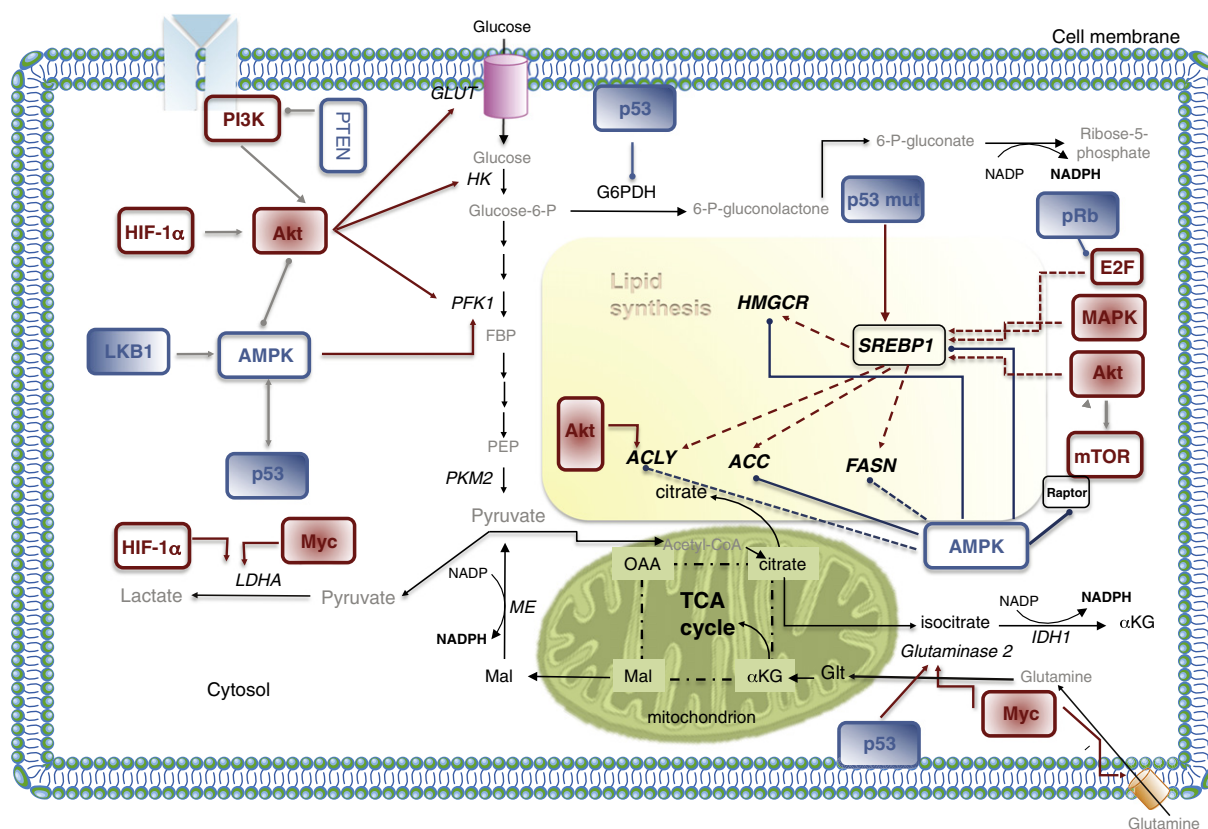 Glucose
Cell membrane
GLUT
p53
PI3K
PTEN
Glucose
HK
6-P-gluconate
Ribose-5-
phosphate
NADP
NADPH
G6PDH
Glucose-6-P
6-P-gluconolactone
p53 mut
pRb
HIF-1α
Akt
E2F
Lipid
synthesis
HMGCR
PFK1
MAPK
FBP
SREBP1
LKB1
AMPK
Akt
Akt
PEP
ACLY
ACC
FASN
mTOR
p53
PKM2
citrate
Raptor
Pyruvate
HIF-1α
Myc
Acetyl-CoA
AMPK
OAA
citrate
LDHA
NADP
Lactate
Pyruvate
ME
TCA
cycle
NADP
NADPH
isocitrate
IDH1
αKG
NADPH
Glutaminase 2
Mal
Mal
αKG
Glt
Glutamine
Cytosol
mitochondrion
Myc
p53
Glutamine